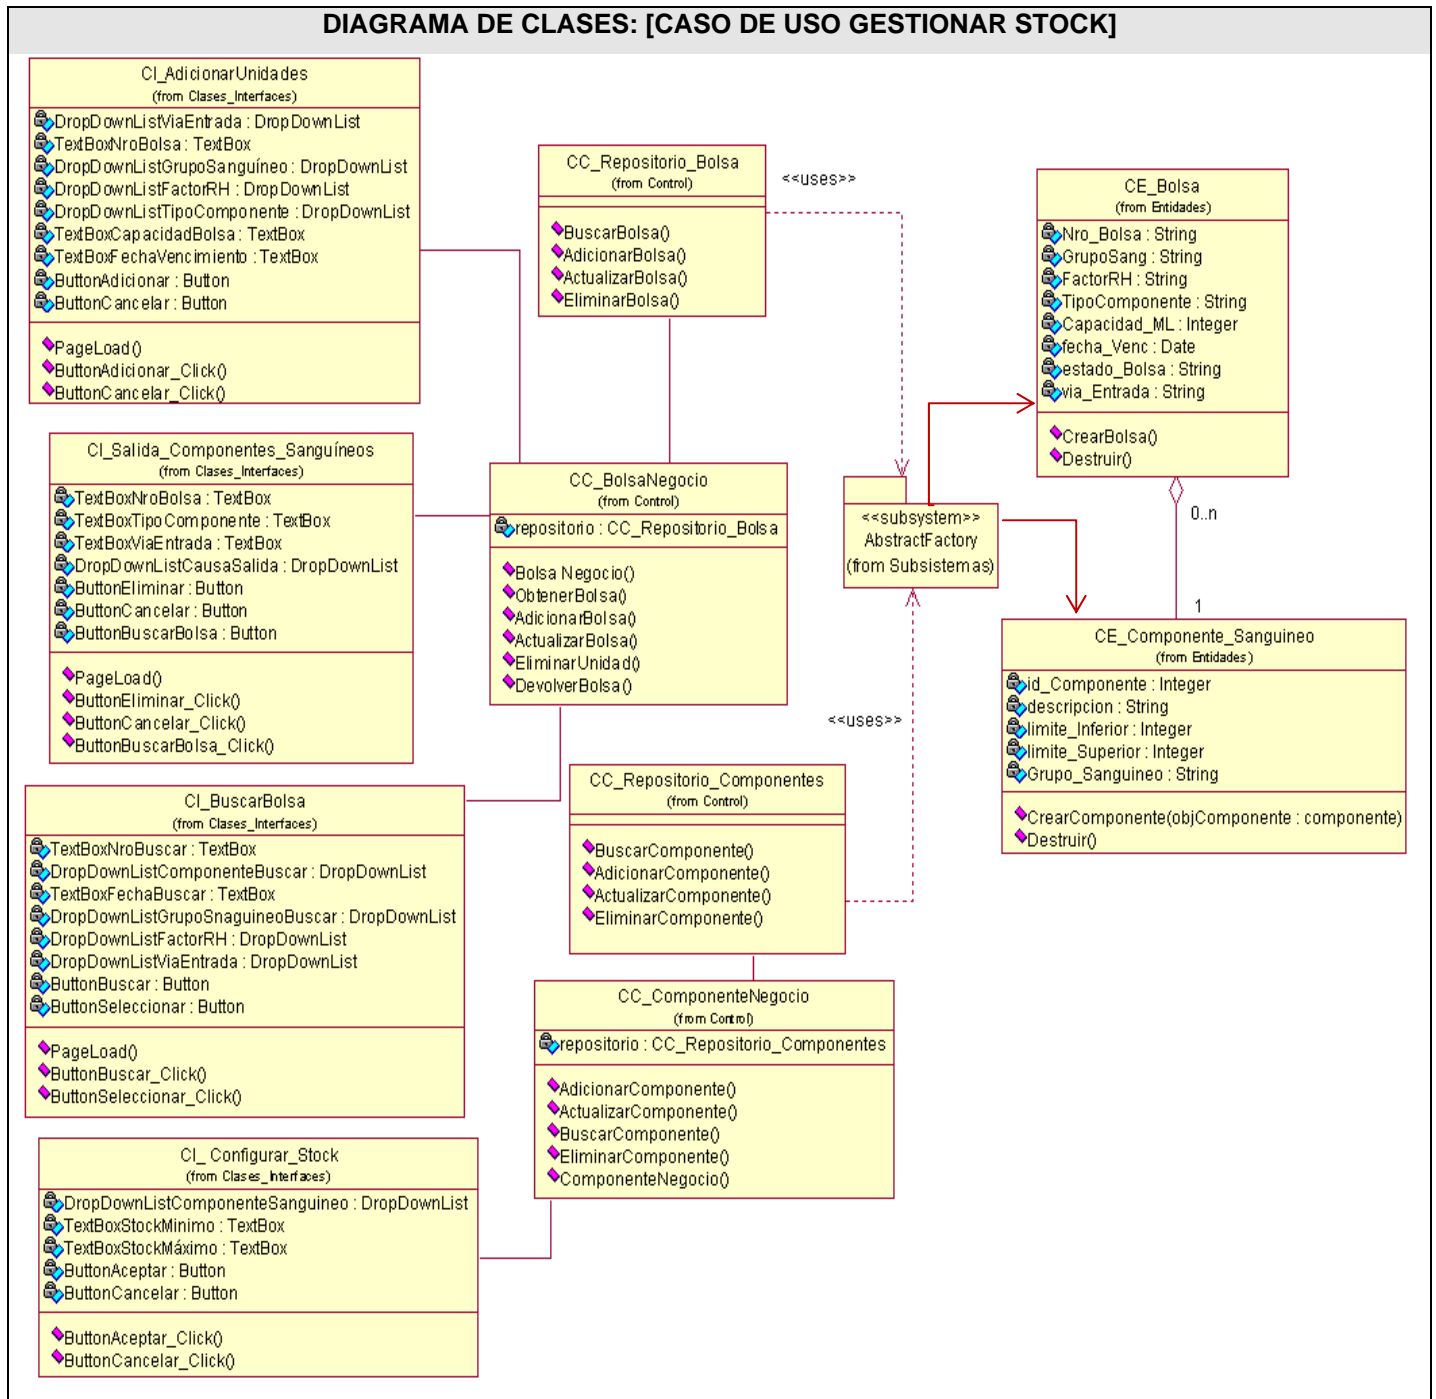 DIAGRAMA DE CLASES: [CASO DE USO GESTIONAR STOCK]
CI_AdicionarUnidades
(from Clases_Interfaces)
DropDownListViaEntrada : DropDownList
TextBoxNroBolsa : TextBox
DropDownListGrupoSanguíneo : DropDownList
DropDownListFactorRH : DropDownList
DropDownListTipoComponente : DropDownList
TextBoxCapacidadBolsa : TextBox
TextBoxFechaVencimiento : TextBox
ButtonAdicionar : Button
ButtonCancelar : Button
PageLoad()
ButtonAdicionar_Click()
ButtonCancelar_Click()
CI_Salida_Componentes_Sanguíneos
(from Clases_Interfaces)
TextBoxNroBolsa : TextBox
TextBoxTipoComponente : TextBox
TextBoxViaEntrada : TextBox
DropDownListCausaSalida : DropDownList
ButtonEliminar : Button
ButtonCancelar : Button
ButtonBuscarBolsa : Button
PageLoad()
ButtonEliminar_Click()
ButtonCancelar_Click()
ButtonBuscarBolsa_Click()
CI_BuscarBolsa
(from Clases_Interfaces)
TextBoxNroBuscar : TextBox
DropDownListComponenteBuscar : DropDownList
TextBoxFechaBuscar : TextBox
DropDownListGrupoSnaguineoBuscar : DropDownList
DropDownListFactorRH : DropDownList
DropDownListViaEntrada : DropDownList
ButtonBuscar : Button
ButtonSeleccionar : Button
PageLoad()
ButtonBuscar_Click()
ButtonSeleccionar_Click()
CI_ Configurar_Stock
(from Clases_Interfaces)
DropDownListComponenteSanguineo : DropDownList
TextBoxStockMinimo : TextBox
TextBoxStockMáximo : TextBox
ButtonAceptar : Button
ButtonCancelar : Button
ButtonAceptar_Click()
ButtonCancelar_Click()
CC_Repositorio_Bolsa
(from Control)
BuscarBolsa()
AdicionarBolsa()
ActualizarBolsa()
EliminarBolsa()
<<uses>>
CC_BolsaNegocio
(from Control)
repositorio : CC_Repositorio_Bolsa
Bolsa Negocio()
ObtenerBolsa()
AdicionarBolsa()
ActualizarBolsa()
EliminarUnidad()
DevolverBolsa()
<<uses>>
CC_Repositorio_Componentes
(from Control)
BuscarComponente()
AdicionarComponente()
ActualizarComponente()
EliminarComponente()
CC_ComponenteNegocio
(from Control)
repositorio : CC_Repositorio_Componentes
AdicionarComponente()
ActualizarComponente()
BuscarComponente()
EliminarComponente()
ComponenteNegocio()
<<subsystem>>
AbstractFactory
(from Subsistemas)
CE_Bolsa
(from Entidades)
Nro_Bolsa : String
GrupoSang : String
FactorRH : String
TipoComponente : String
Capacidad_ML : Integer
fecha_Venc : Date
estado_Bolsa : String
via_Entrada : String
CrearBolsa()
Destruir()
0..n
1
CE_Componente_Sanguineo
(from Entidades)
id_Componente : Integer
descripcion : String
limite_Inferior : Integer
limite_Superior : Integer
Grupo_Sanguineo : String
CrearComponente(objComponente : componente)
Destruir()